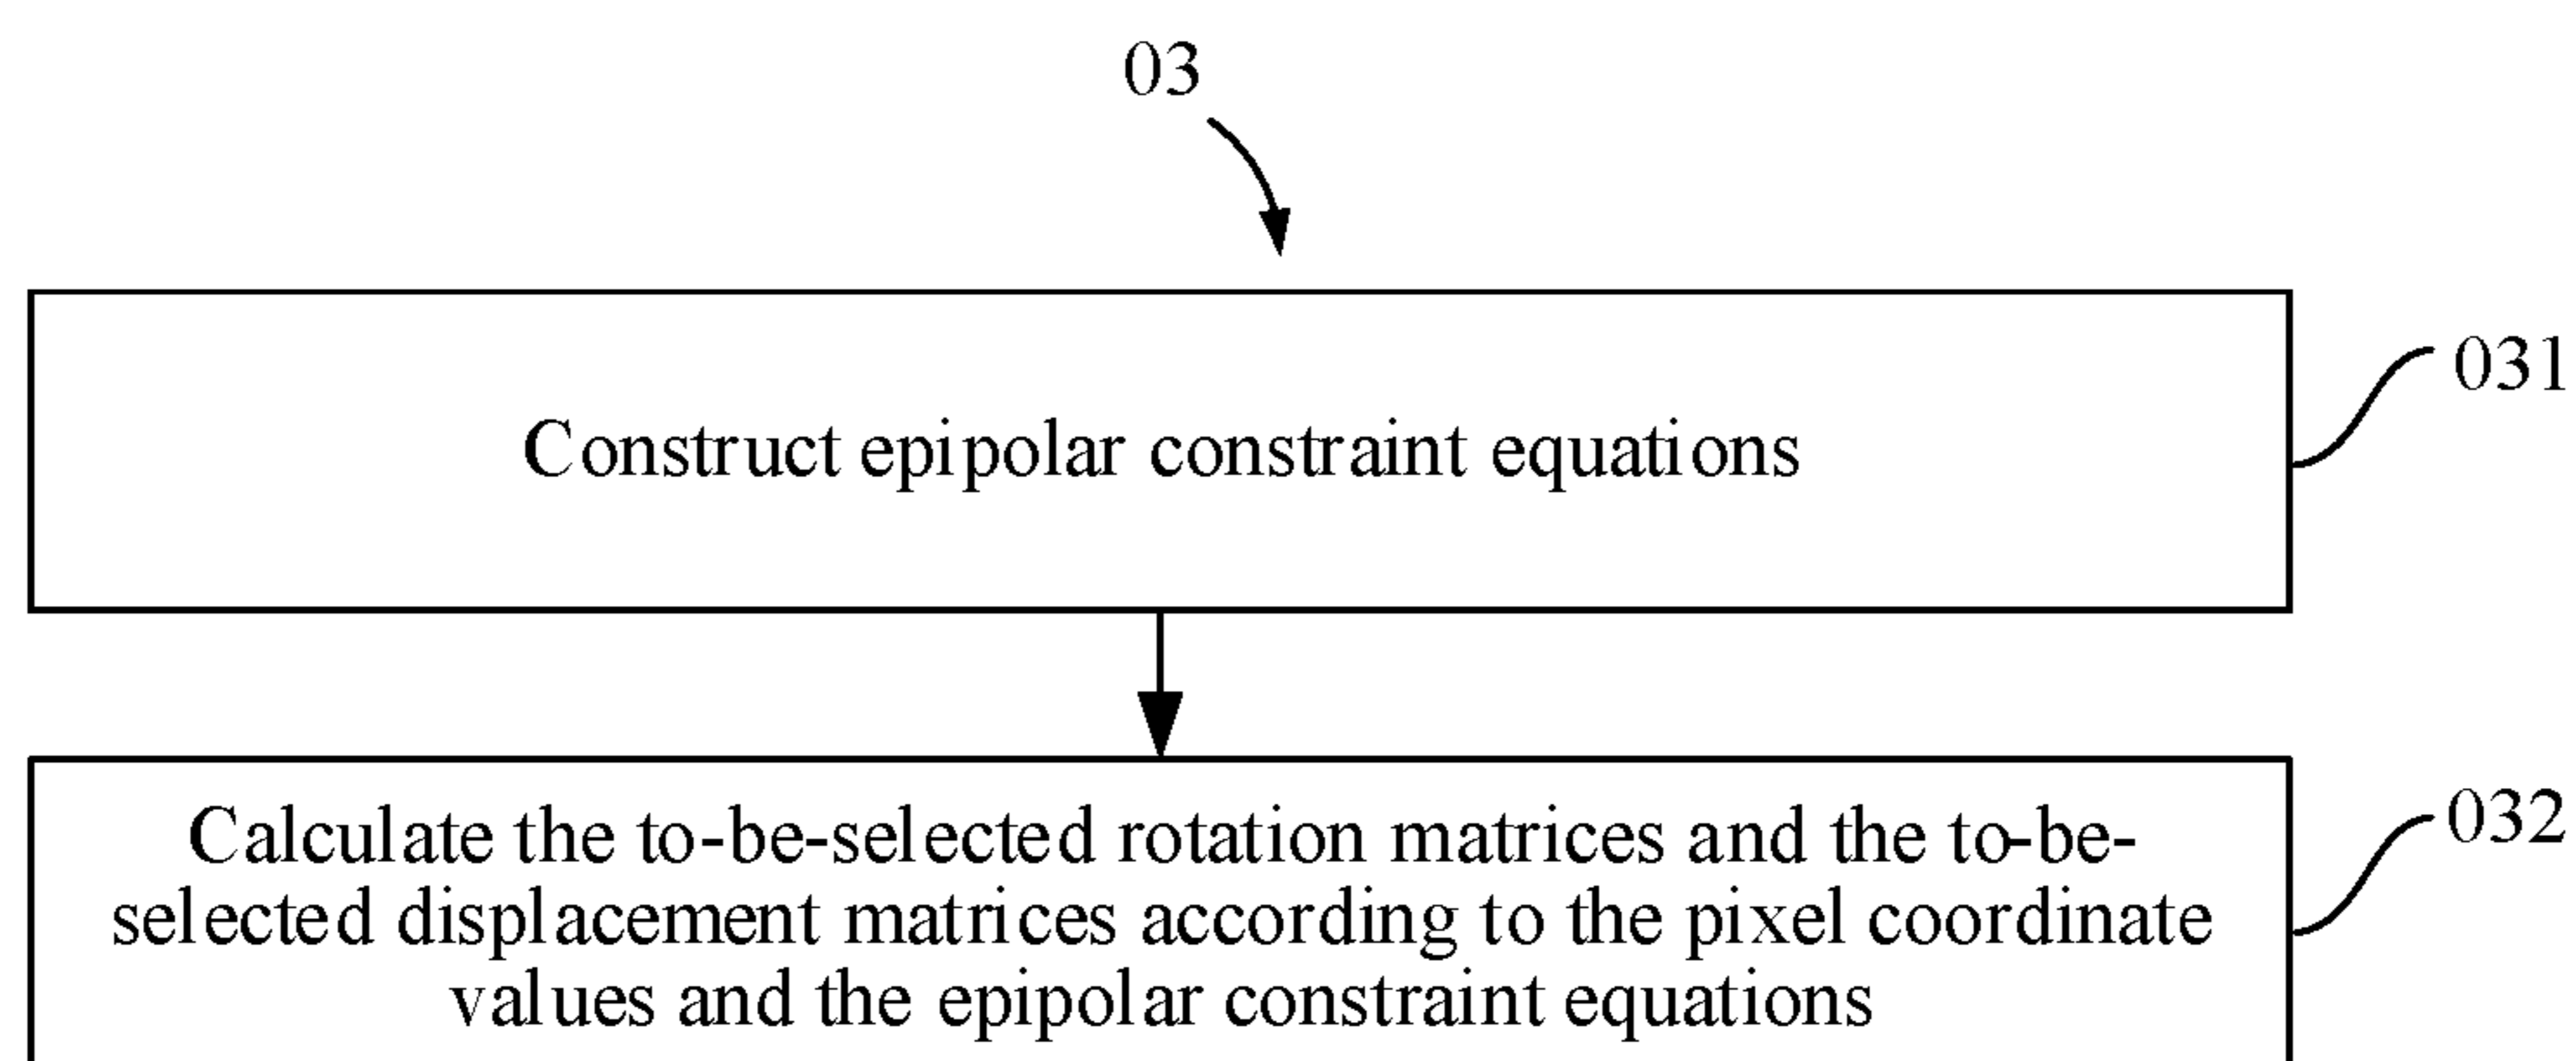 03
031
Construct epipolar constraint equations
032
Calculate the to-be-selected rotation matrices and the to-be-
selected displacement matrices according to the pixel coordinate
values and the epipolar constraint equations